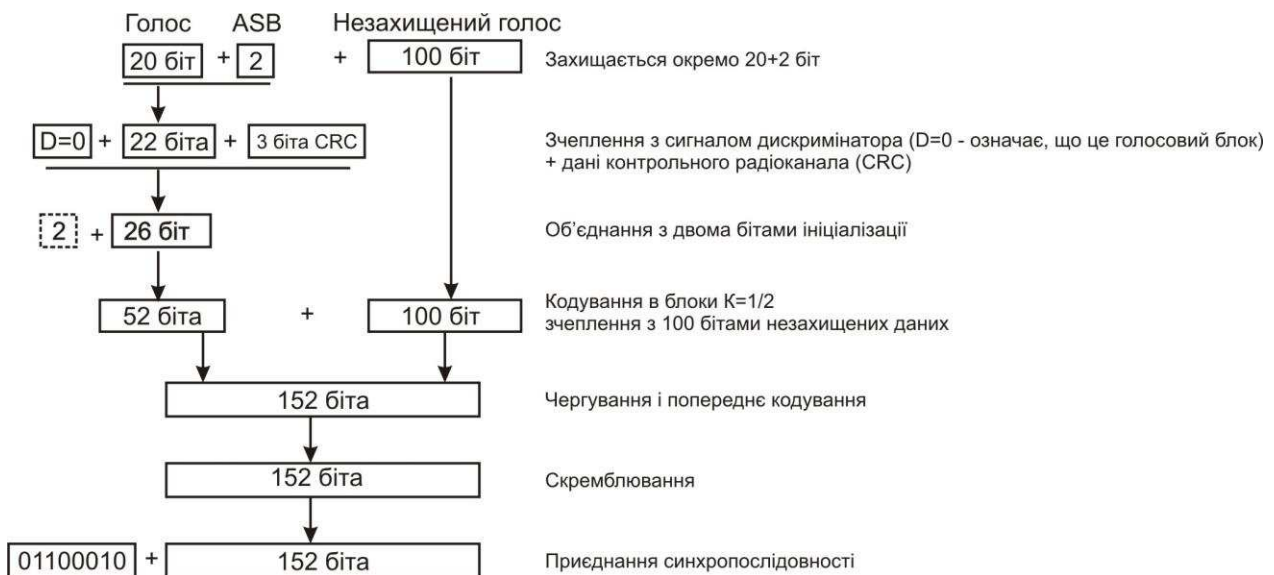 Голос ASB Незахищений голос
20 біт + 2 + 100 біт Захищається окремо 20+2 біт
D=0 + 22 біта + 3 біта CRC Зчеплення з сигналом дискримінатора (D=0 - означає, що це голосовий блок)
+ дані контрольного радіоканала (CRC)
2 + 26 біт Об’єднання з двома бітами ініціалізації
52 біта + 100 біт Кодування в блоки К=1/2
зчеплення з 100 бітами незахищених даних
152 біта Чергування і попереднє кодування
152 біта Скремблювання
01100010 + 152 біта Приєднання синхропослідовності